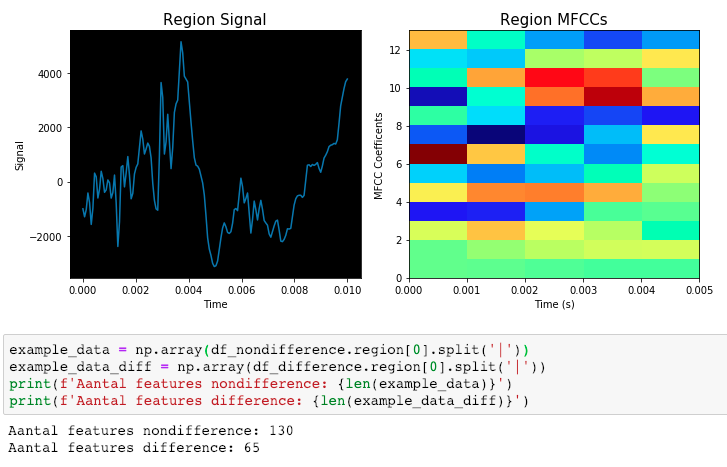 Region Signal
Region MFCCs
4000
2000
0
−2000
Signal
0.000
0.002
0.004
0.006
0.008
0.010
Time
12
10
8
6
4
2
0
MFCC Coefficents
0.000
0.001
0.002
0.003
0.004
0.005
Time (s)
example_data = np.array(df_nondifference.region[0].split('|'))
example_data_diff = np.array(df_difference.region[0].split('|'))
print(f'Aantal features nondifference: {len(example_data)}')
print(f'Aantal features difference: {len(example_data_diff)}')
Aantal features nondifference: 130
Aantal features difference: 65